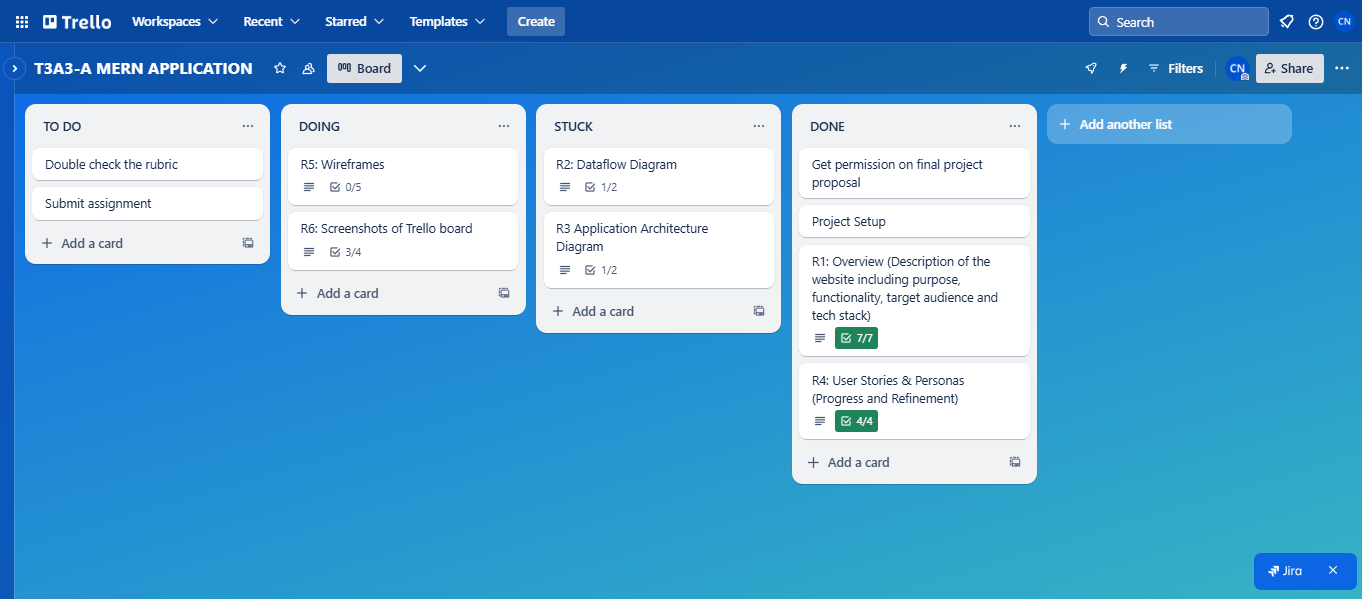 Trello Workspaces Recent Starred Templates Create Search CN
T3A3-A MERN APPLICATION Board Filters CN Share
TO DO
Double check the rubric
Submit assignment
Add a card
DOING
R5: Wireframes
0/5
R6: Screenshots of Trello board
3/4
Add a card
STUCK
R2: Dataflow Diagram
1/2
R3 Application Architecture
Diagram
1/2
Add a card
DONE
Get permission on final project
proposal
Project Setup
R1: Overview (Description of the
website including purpose,
functionality, target audience and
tech stack)
7/7
R4: User Stories & Personas
(Progress and Refinement)
4/4
Add a card
Add another list
Jira